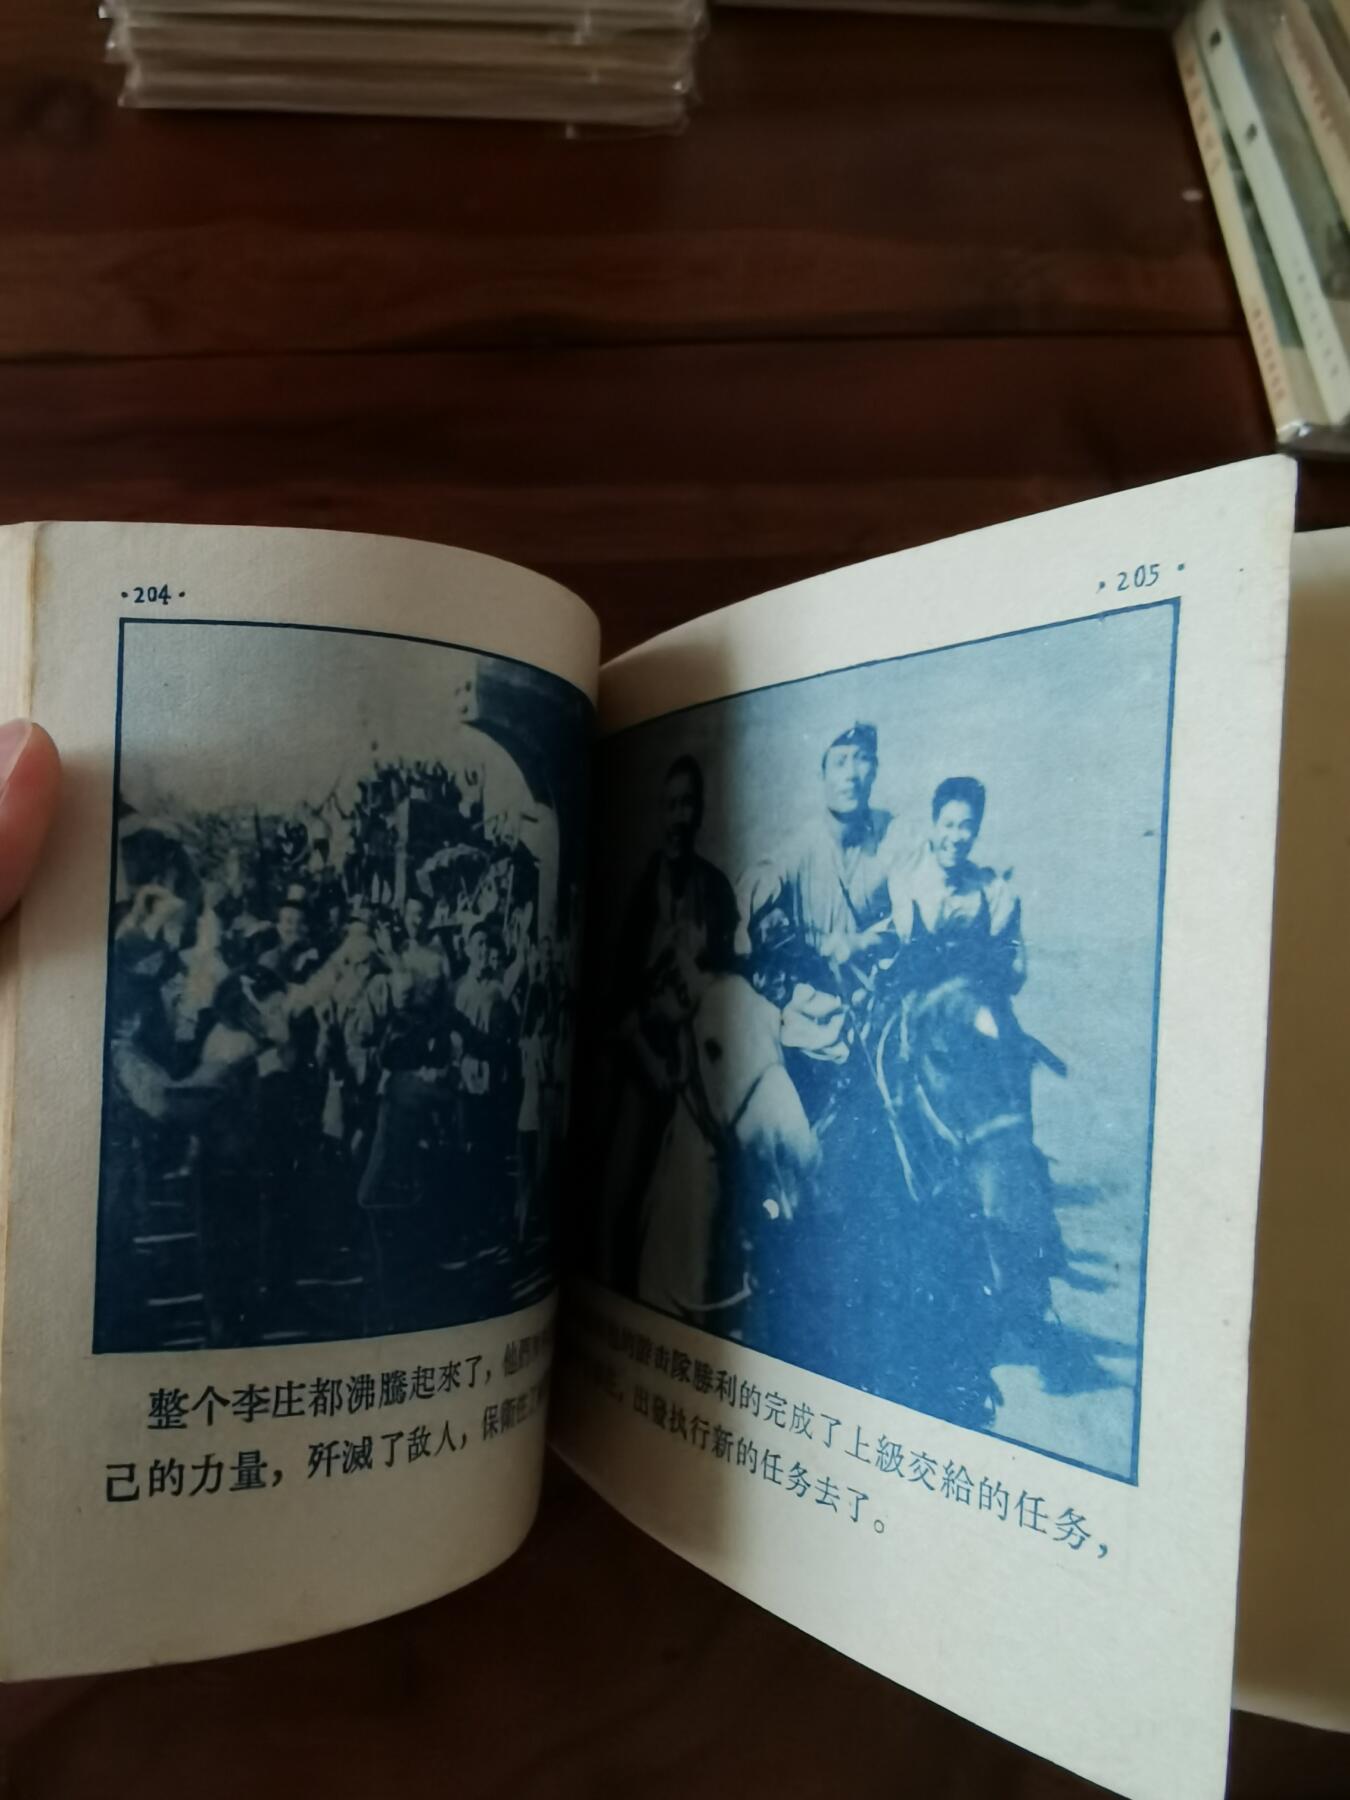 ·204·
整个李庄都沸騰起來了，他們
己的力量，歼滅了敌人，保衛
·205·
游击隊勝利的完成了上級交給的任务，
出發执行新的任务去了。